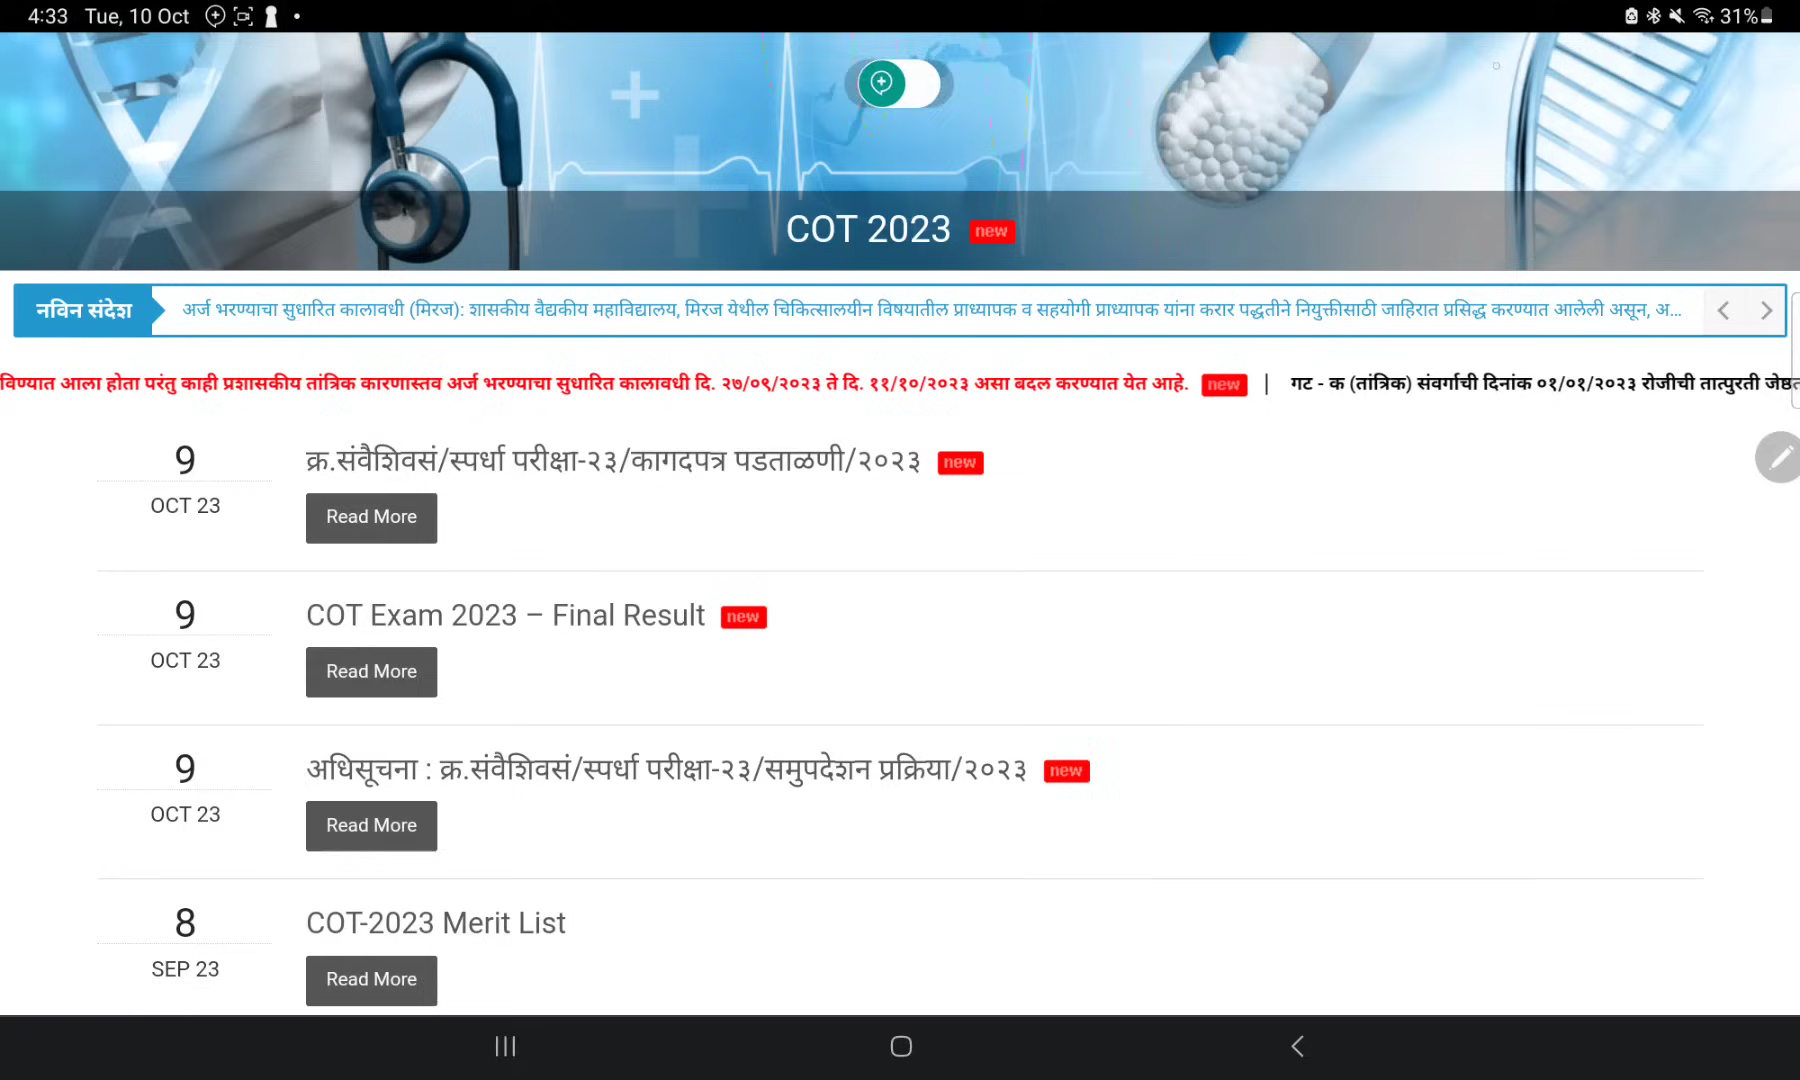 4:33 Tue, 10 Oct 31%
COT 2023 new
नविन संदेश अर्ज भरण्याचा सुधारित कालावधी (मिरज): शासकीय वैद्यकीय महाविद्यालय, मिरज येथील चिकित्सालयीन विषयातील प्राध्यापक व सहयोगी प्राध्यापक यांना करार पद्धतीने नियुक्तीसाठी जाहिरात प्रसिद्ध करण्यात आलेली असून, अ...
विण्यात आला होता परंतु काही प्रशासकीय तांत्रिक कारणास्तव अर्ज भरण्याचा सुधारित कालावधी दि. २७/०९/२०२३ ते दि. ११/१०/२०२३ असा बदल करण्यात येत आहे. new | गट - क (तांत्रिक) संवर्गाची दिनांक ०१/०१/२०२३ रोजीची तात्पुरती
9
OCT 23
क्र.संवैशिवसं/स्पर्धा परीक्षा-२३/कागदपत्र पडताळणी/२०२३ new
Read More
9
OCT 23
COT Exam 2023 – Final Result new
Read More
9
OCT 23
अधिसूचना : क्र.संवैशिवसं/स्पर्धा परीक्षा-२३/समुपदेशन प्रक्रिया/२०२३ new
Read More
8
SEP 23
COT-2023 Merit List
Read More